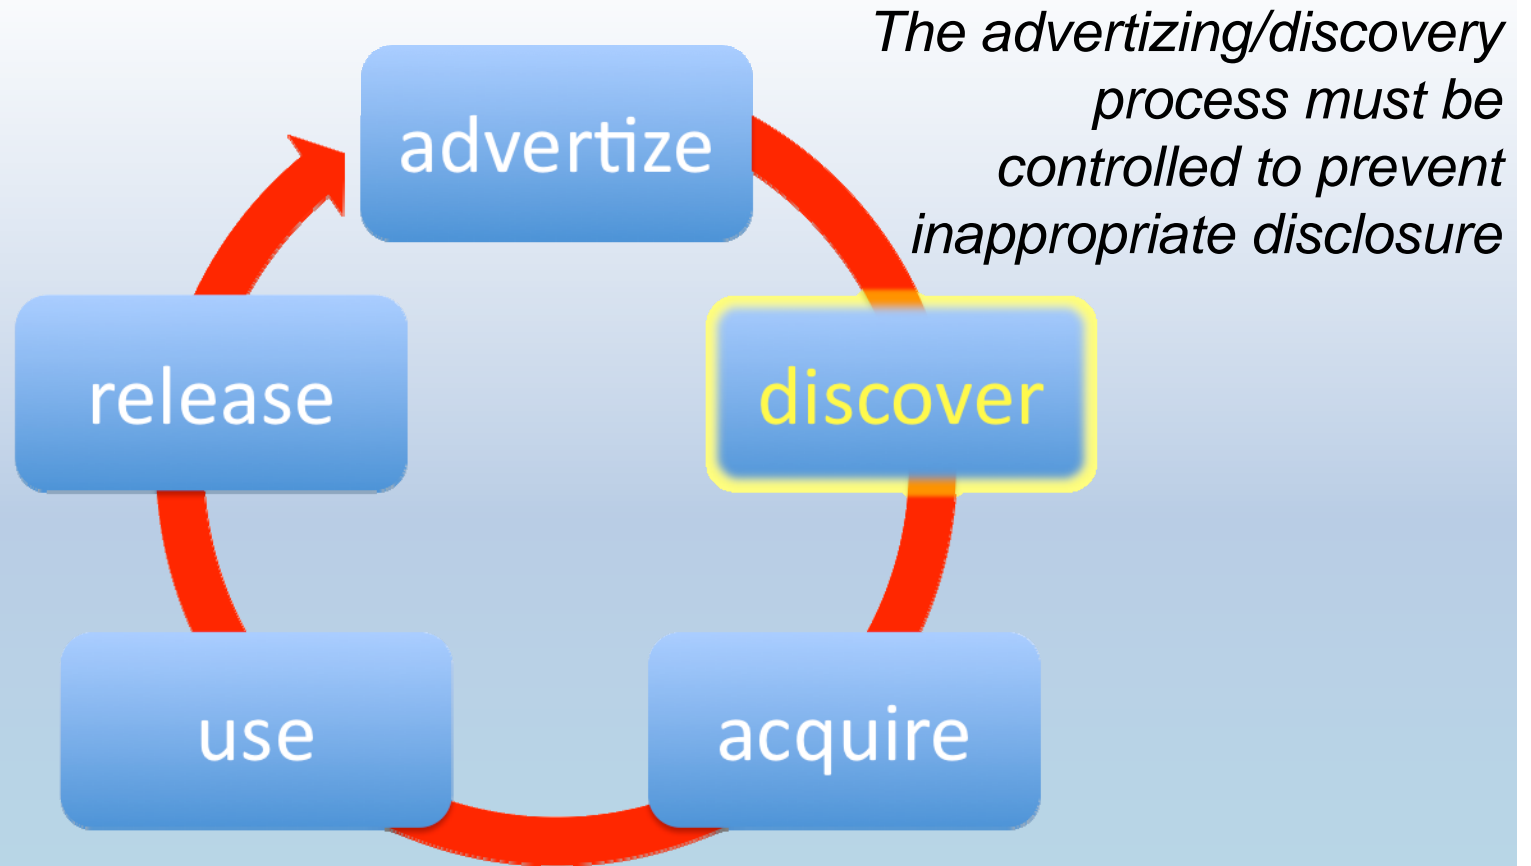 The advertizing/discovery
process must be
controlled to prevent
inappropriate disclosure
advertize
discover
acquire
use
release